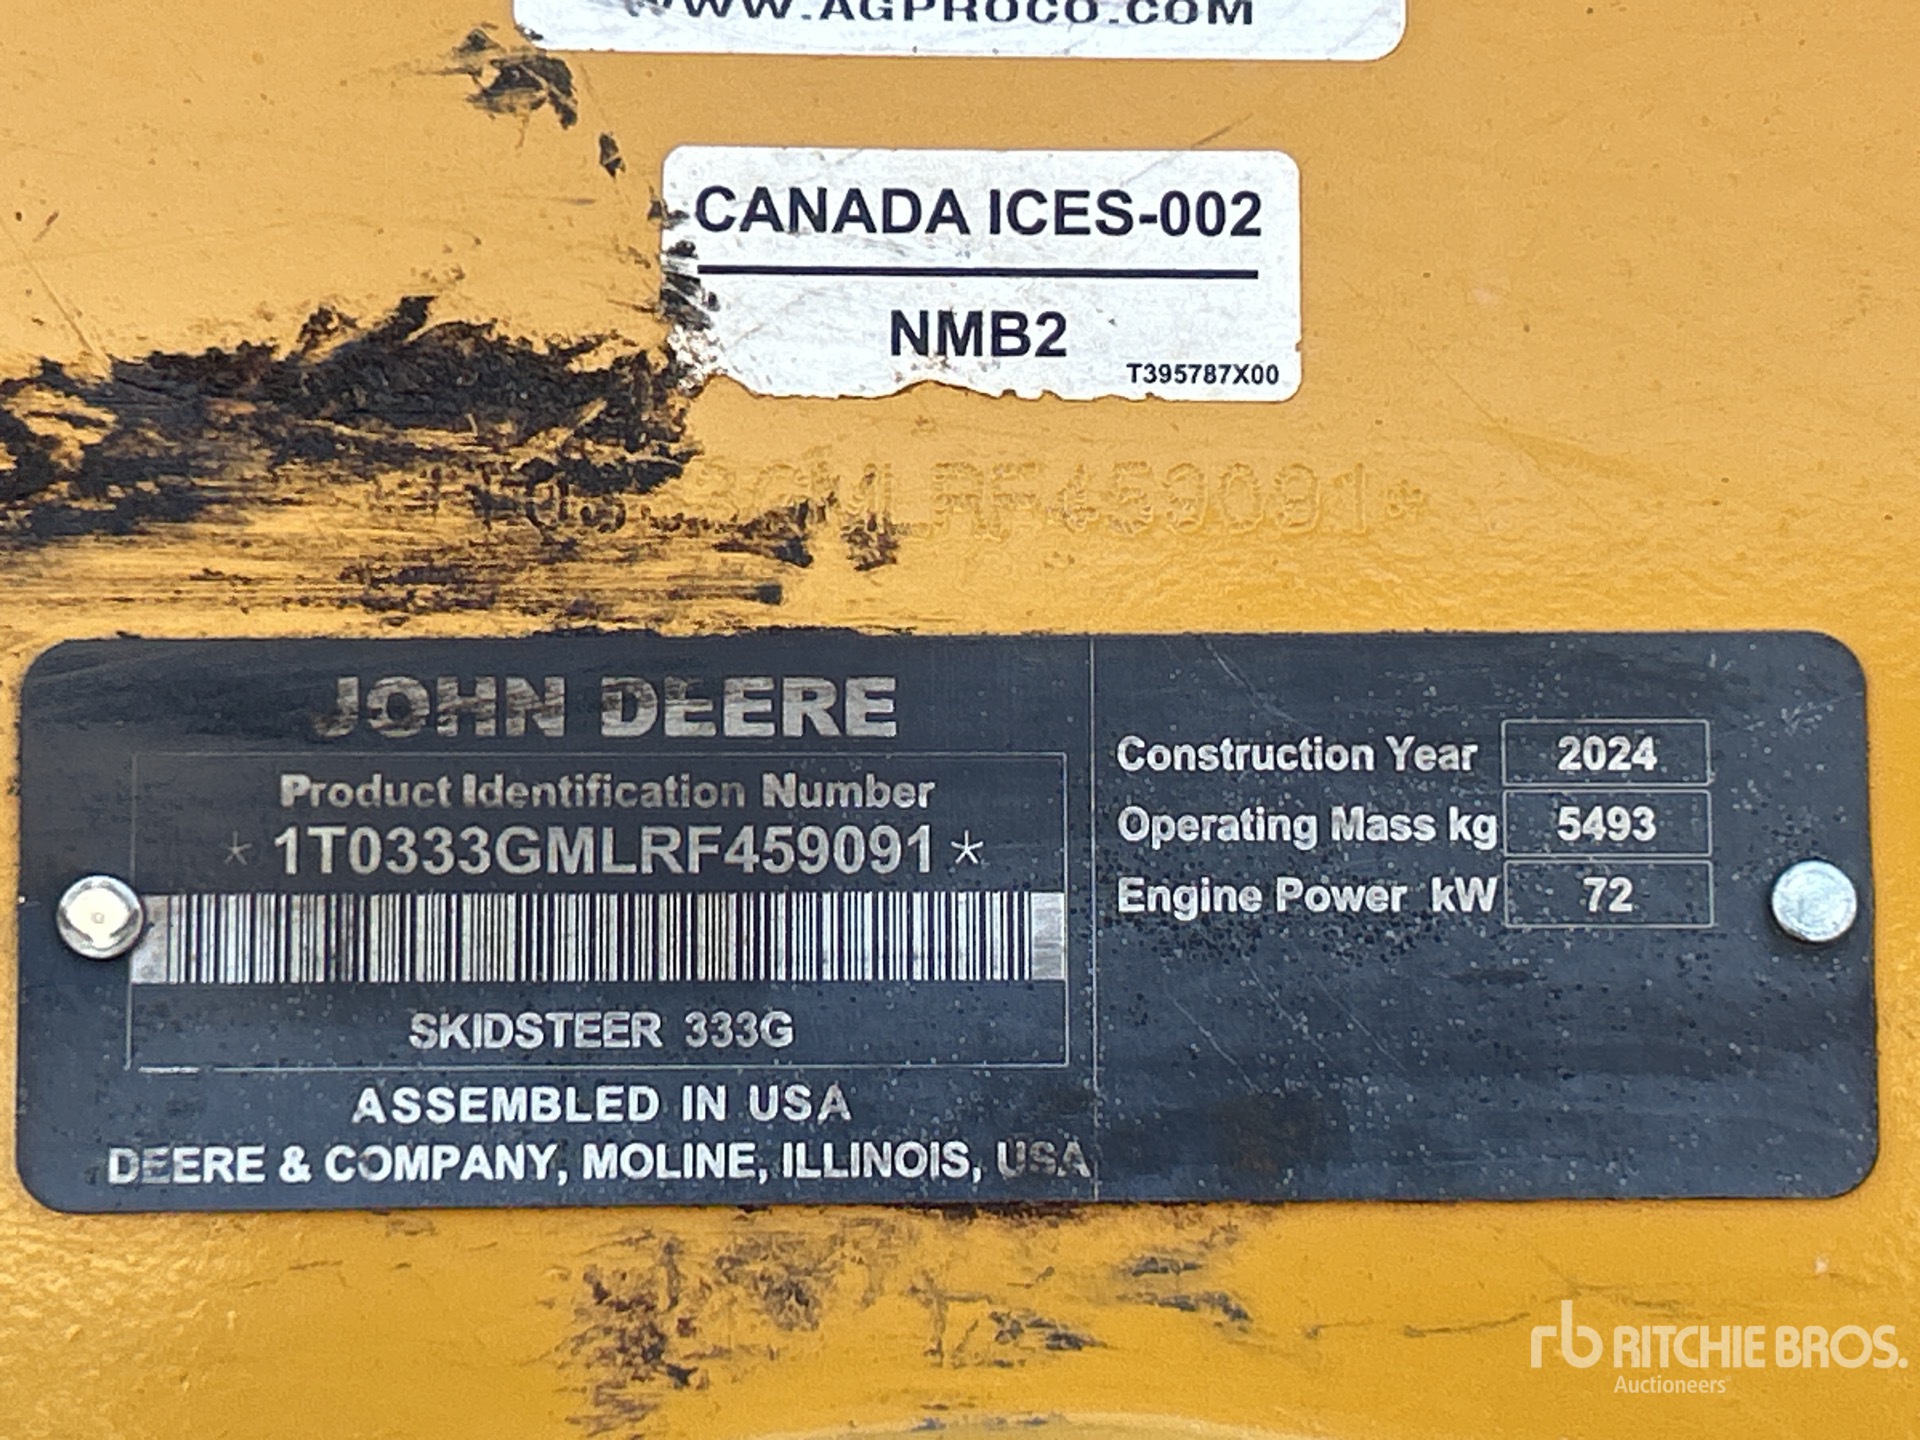 WWW.AGPROCO.COM
CANADA ICES-002
NMB2
T395787X00
1T0333GMLRF459091*
JOHN DEERE
Product Identification Number
*1T0333GMLRF459091*
SKIDSTEER 333G
ASSEMBLED IN USA
DEERE & COMPANY, MOLINE, ILLINOIS, USA
Construction Year 2024
Operating Mass kg 5493
Engine Power kW 72
rb RITCHIE BROS.
Auctioneers